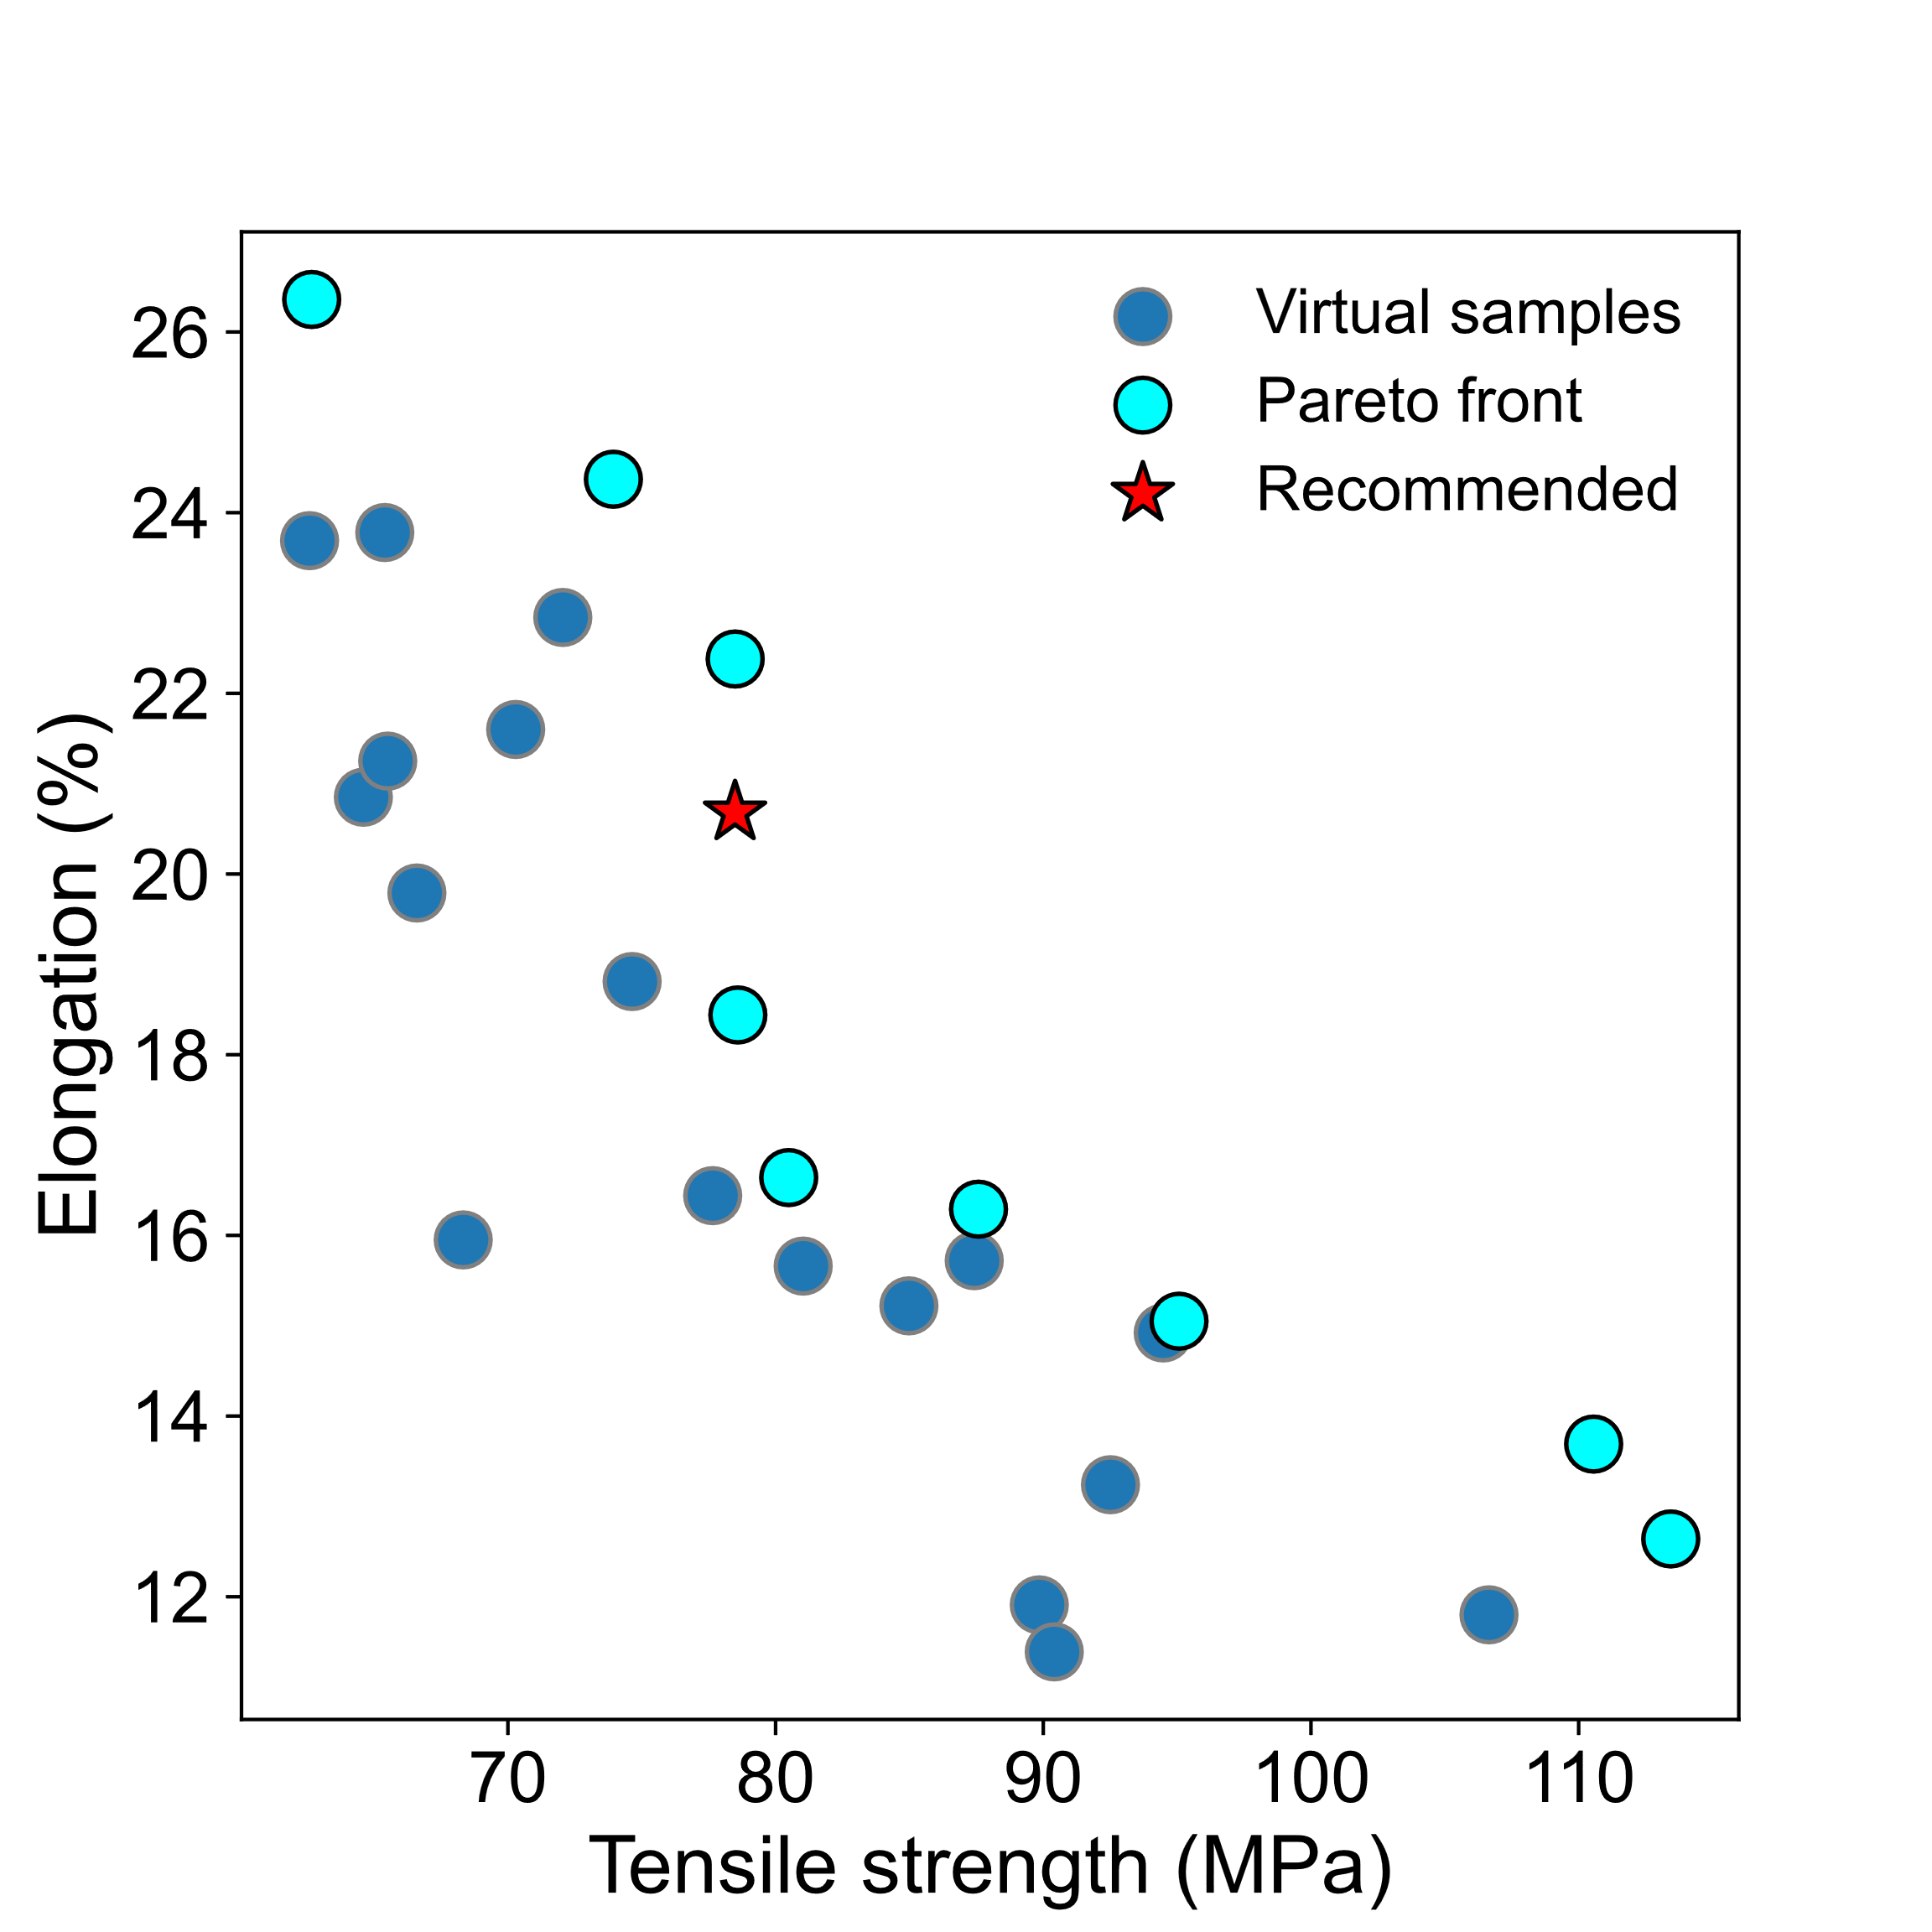 Virtual samples
Pareto front
Recommended
Elongation (%)
26
24
22
20
18
16
14
12
70 80 90 100 110
Tensile strength (MPa)